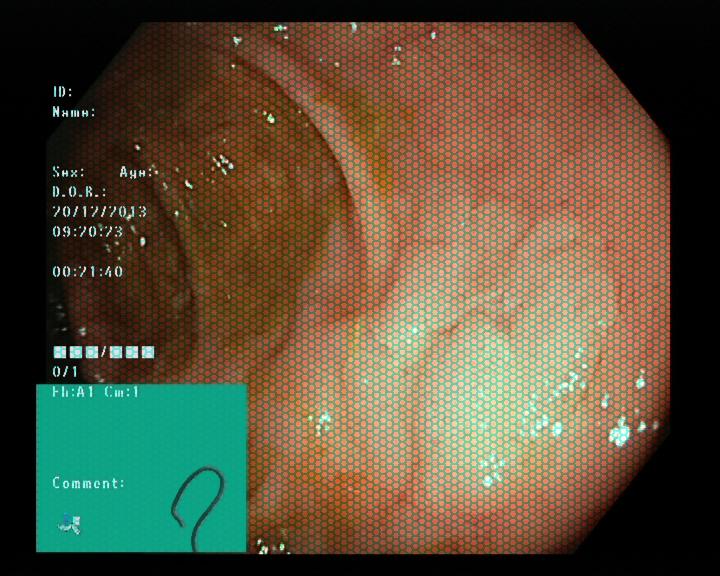 ID:
Name:
Sex: Age:
D.O.B.:
20/12/2013
09:20:23
00:21:40
■■■/■■■
0/1
Eh:A1 Cm:1
Comment: